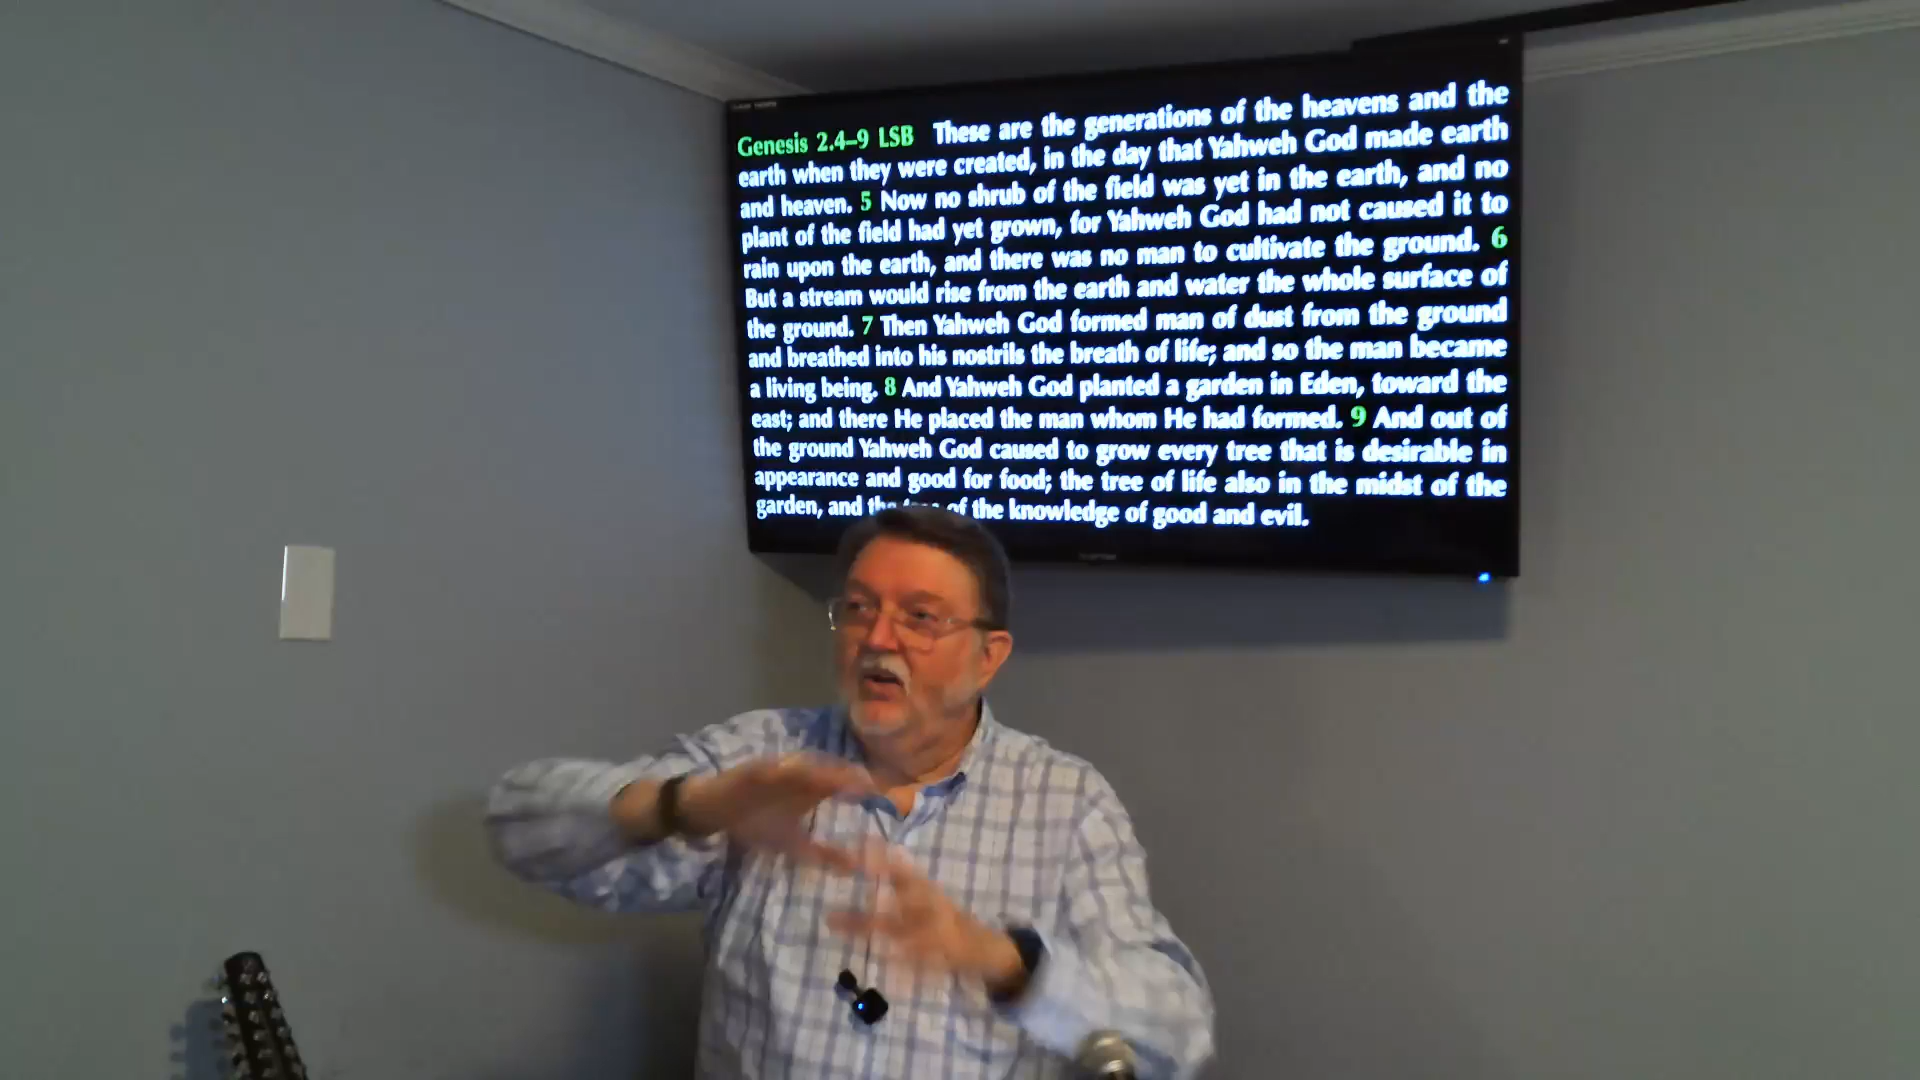 Genesis 2.4–9 LSB These are the generations of the heavens and the
earth when they were created, in the day that Yahweh God made earth
and heaven. 5 Now no shrub of the field was yet in the earth, and no
plant of the field had yet grown, for Yahweh God had not caused it to
rain upon the earth, and there was no man to cultivate the ground. 6
But a stream would rise from the earth and water the whole surface of
the ground. 7 Then Yahweh God formed man of dust from the ground
and breathed into his nostrils the breath of life; and so the man became
a living being. 8 And Yahweh God planted a garden in Eden, toward the
east; and there He placed the man whom He had formed. 9 And out of
the ground Yahweh God caused to grow every tree that is desirable in
appearance and good for food; the tree of life also in the midst of the
garden, and the of the knowledge of good and evil.